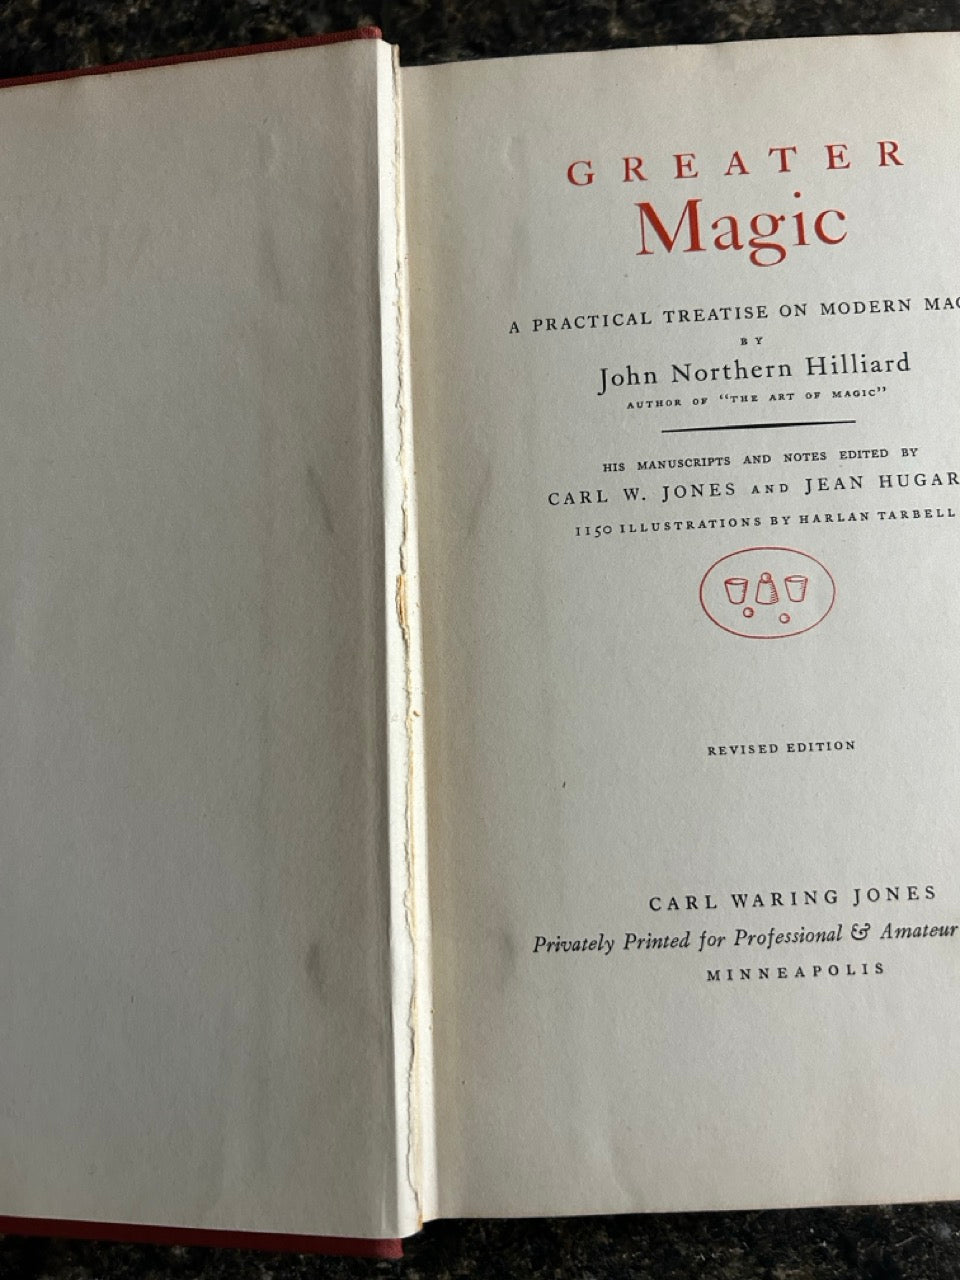 GREATER
Magic
A PRACTICAL TREATISE ON MODERN
BY
John Northern Hilliard
AUTHOR OF “THE ART OF MAGIC”
HIS MANUSCRIPTS AND NOTES EDITED BY
CARL W. JONES AND JEAN
1150 ILLUSTRATIONS BY HARLAN TARBELL
REVISED EDITION
CARL WARING JONES
Privately Printed for Professional & Amateur
MINNEAPOLIS